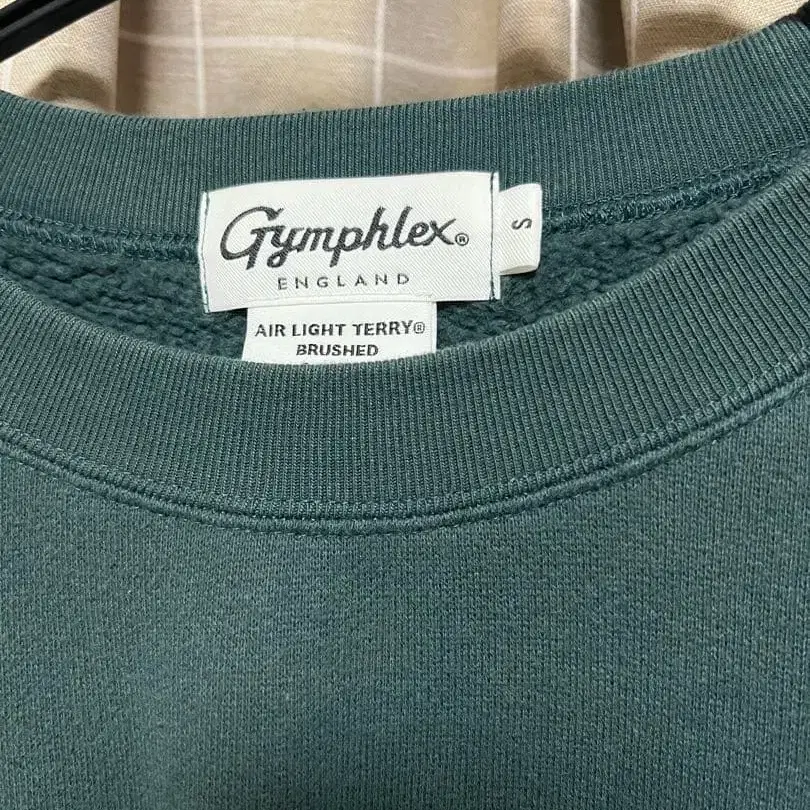 Gymphlex®
ENGLAND
S
AIR LIGHT TERRY®
BRUSHED